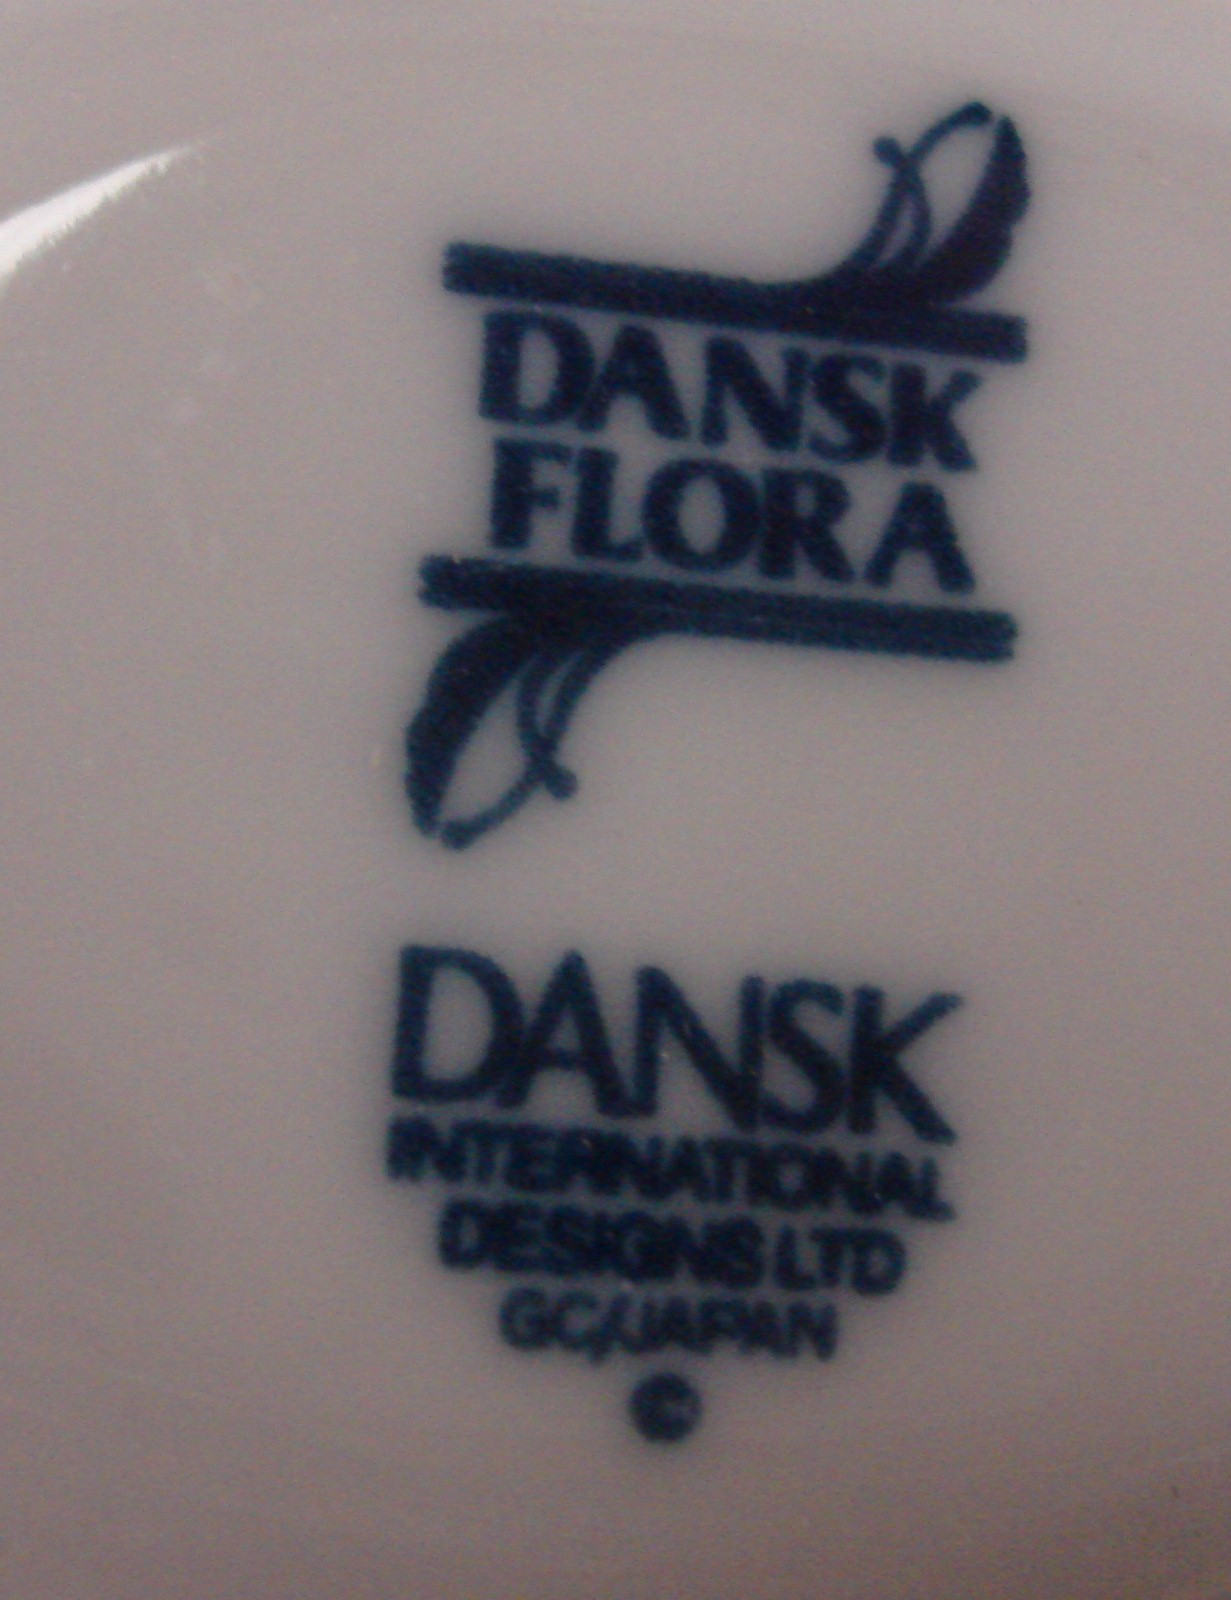 DANSK
FLORA
DANSK
INTERNATIONAL
DESIGNS LTD
GC/JAPAN
©